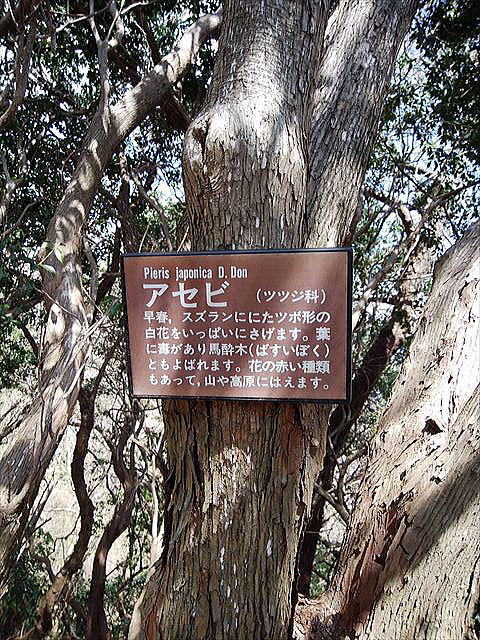 Pieris japonica D. Don
アセビ (ツツジ科)
早春，スズランににたツボ形の
白花をいっぱいにさげます。葉
に毒があり馬酔木(ばすいぼく)
ともよばれます。花の赤い種類
もあって，山や高原にはえます。